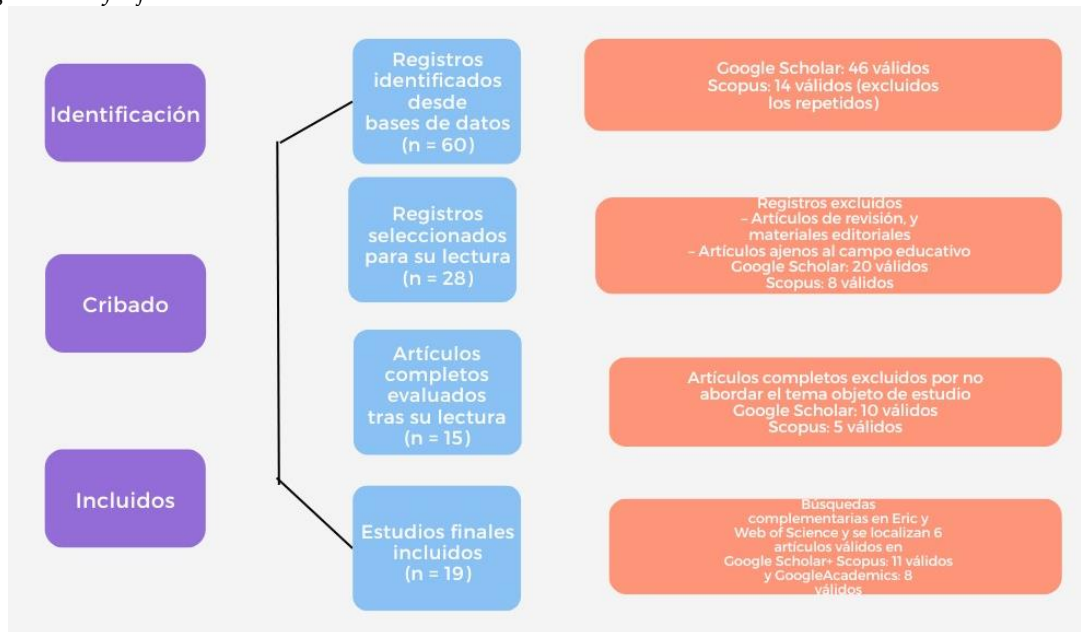 Identificación
Registros
identificados
desde
bases de datos
(n = 60)
Google Scholar: 46 válidos
Scopus: 14 válidos (excluidos
los repetidos)
Registros
seleccionados
para su lectura
(n = 28)
Registros excluidos
– Artículos de revisión, y
materiales editoriales
– Artículos ajenos al campo educativo
Google Scholar: 20 válidos
Scopus: 8 válidos
Cribado
Artículos
completos
evaluados
tras su lectura
(n = 15)
Artículos completos excluidos por no
abordar el tema objeto de estudio
Google Scholar: 10 válidos
Scopus: 5 válidos
Incluidos
Estudios finales
incluidos
(n = 19)
Búsquedas
complementarias en Eric y
Web of Science y se localizan 6
artículos válidos en
Google Scholar+ Scopus: 11 válidos
y GoogleAcademics: 8
válidos